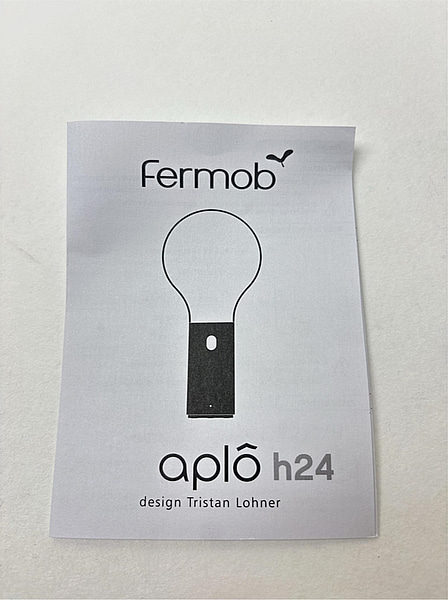 Fermob
aplô h24
design Tristan Lohner